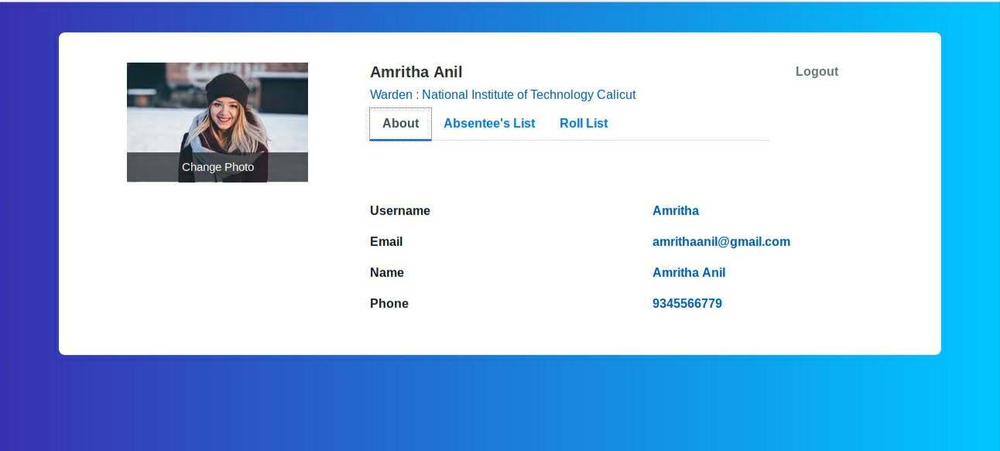 Amritha Anil
Logout
Warden : National Institute of Technology Calicut
About Absentee's List Roll List
Change Photo
Username Amritha
Email amrithaanil@gmail.com
Name Amritha Anil
Phone 9345566779